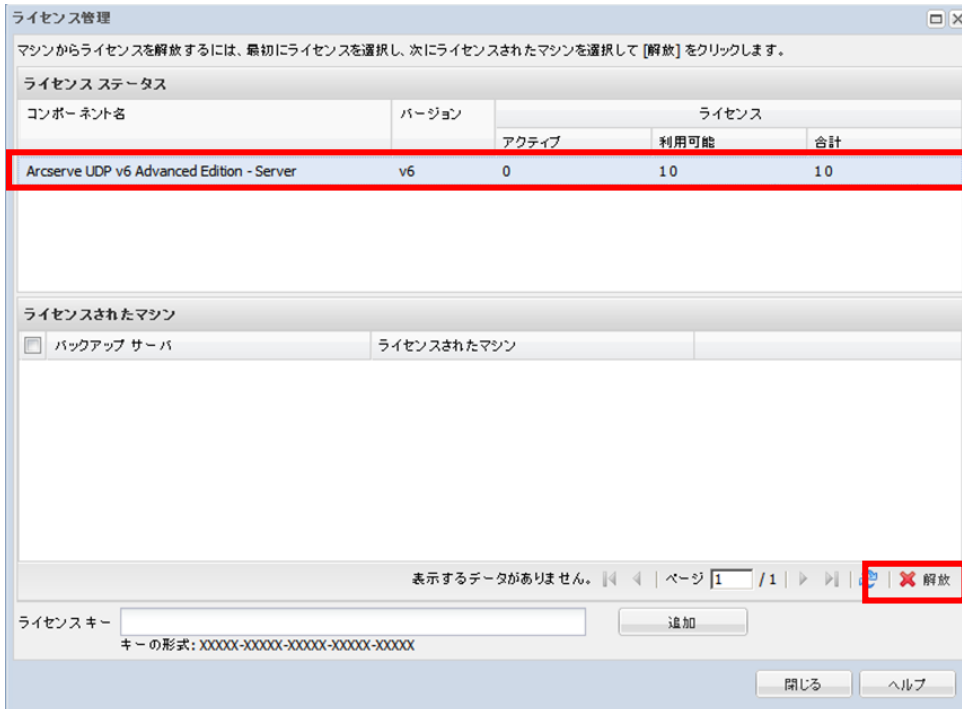 ライセンス管理
マシンからライセンスを解放するには、最初にライセンスを選択し、次にライセンスされたマシンを選択して [解放] をクリックします。
ライセンス ステータス
コンポーネント名 バージョン ライセンス
アクティブ 利用可能 合計
Arcserve UDP v6 Advanced Edition - Server v6 0 10 10
ライセンスされたマシン
バックアップ サーバ ライセンスされたマシン
表示するデータがありません。 ページ 1 / 1 解放
ライセンス キー 追加
キーの形式: XXXXX-XXXXX-XXXXX-XXXXX-XXXXX
閉じる ヘルプ